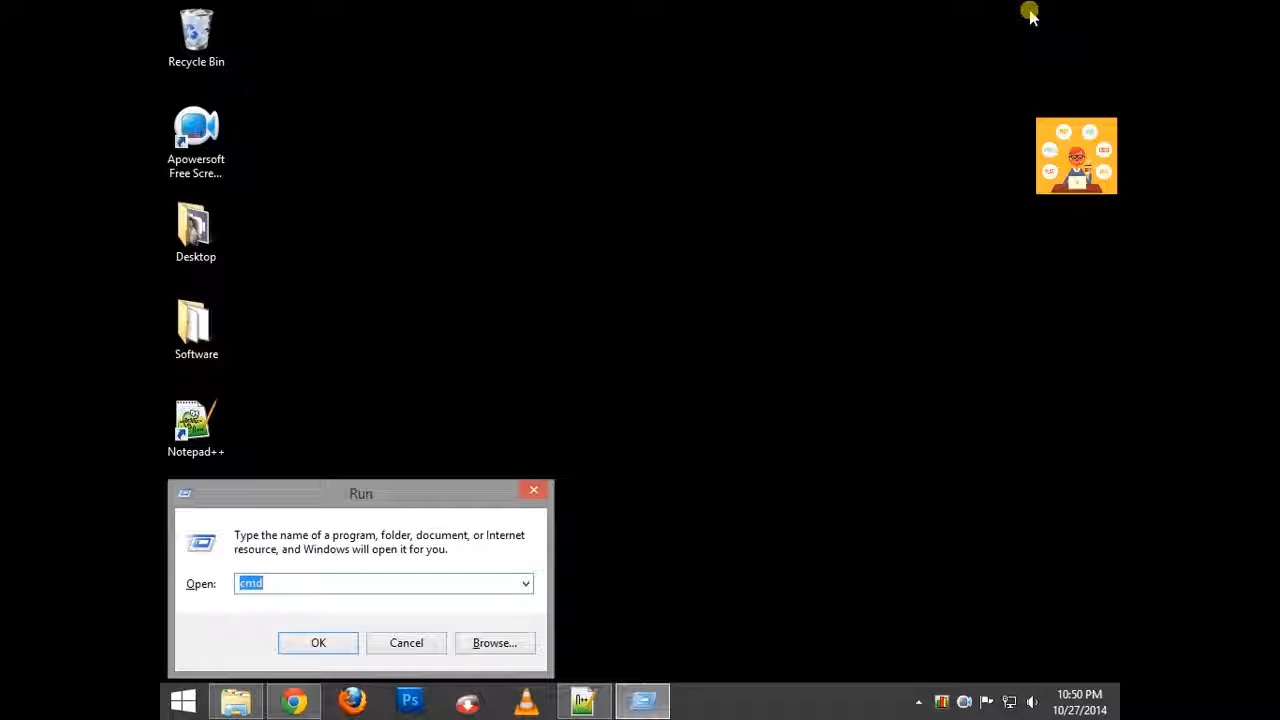 Recycle Bin
Apowersoft
Free Scre...
Desktop
Software
Notepad++
Run
Type the name of a program, folder, document, or Internet
resource, and Windows will open it for you.
Open:
cmd
OK
Cancel
Browse...
Ps
10:50 PM
10/27/2014